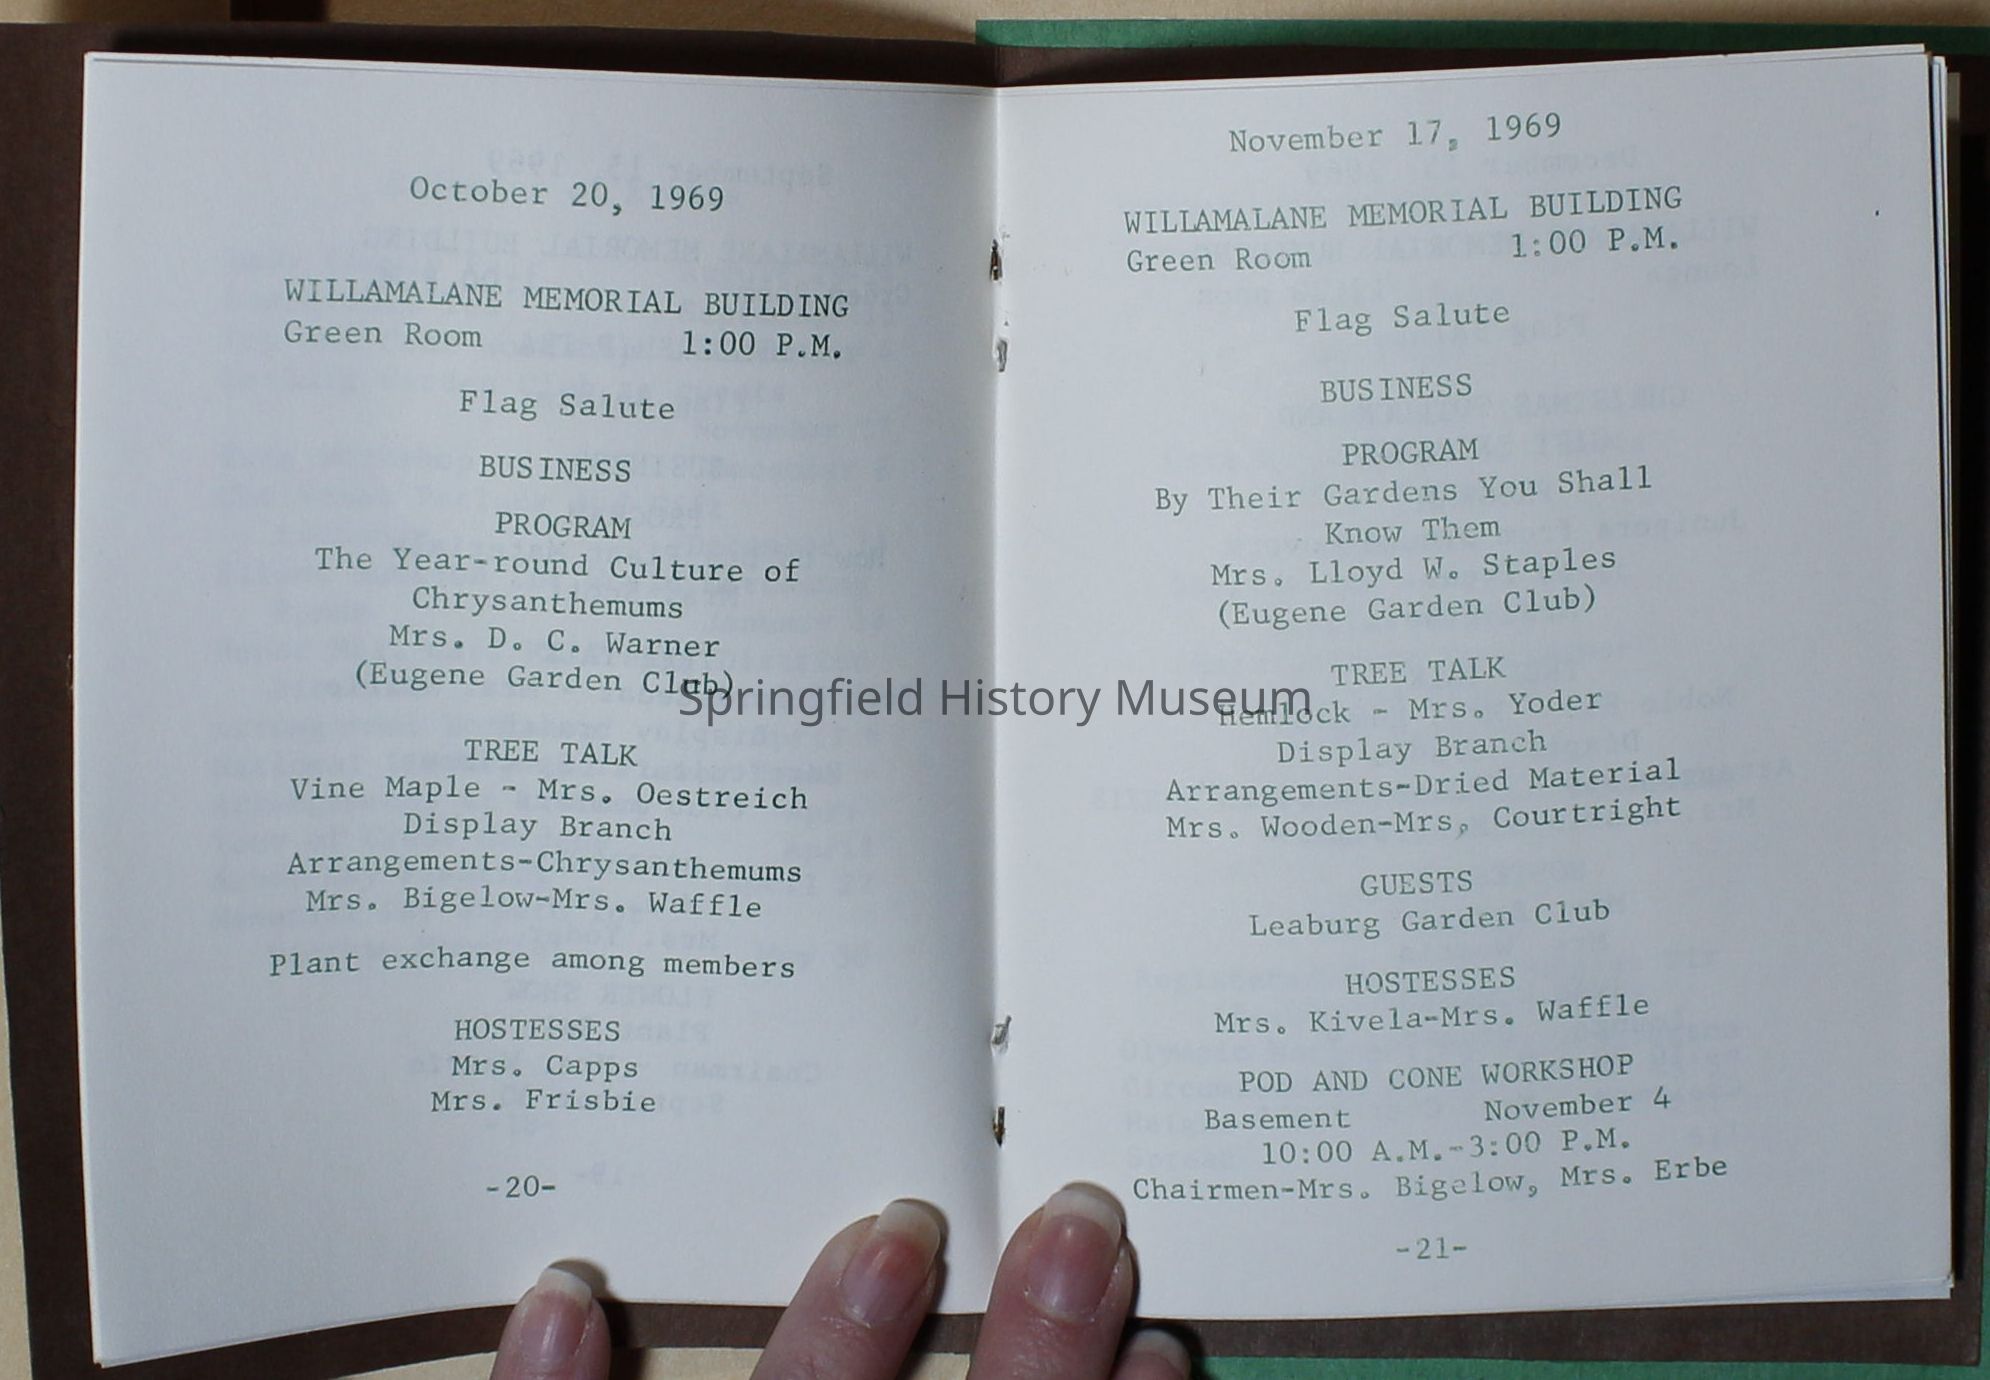 October 20, 1969
WILLAMALANE MEMORIAL BUILDING
Green Room 1:00 P.M.
Flag Salute
BUSINESS
PROGRAM
The Year-round Culture of
Chrysanthemums
Mrs. D. C. Warner
(Eugene Garden Club)
TREE TALK
Vine Maple - Mrs. Oestreich
Display Branch
Arrangements-Chrysanthemums
Mrs. Bigelow-Mrs. Waffle
Plant exchange among members
HOSTESSES
Mrs. Capps
Mrs. Frisbie
-20-
November 17, 1969
WILLAMALANE MEMORIAL BUILDING
Green Room 1:00 P.M.
Flag Salute
BUSINESS
PROGRAM
By Their Gardens You Shall
Know Them
Mrs. Lloyd W. Staples
(Eugene Garden Club)
TREE TALK
Hemlock - Mrs. Yoder
Display Branch
Arrangements-Dried Material
Mrs. Wooden-Mrs, Courtright
GUESTS
Leaburg Garden Club
HOSTESSES
Mrs. Kivela-Mrs. Waffle
POD AND CONE WORKSHOP
Basement November 4
10:00 A.M.-3:00 P.M.
Chairmen-Mrs. Bigelow, Mrs. Erbe
-21-
Springfield History Museum